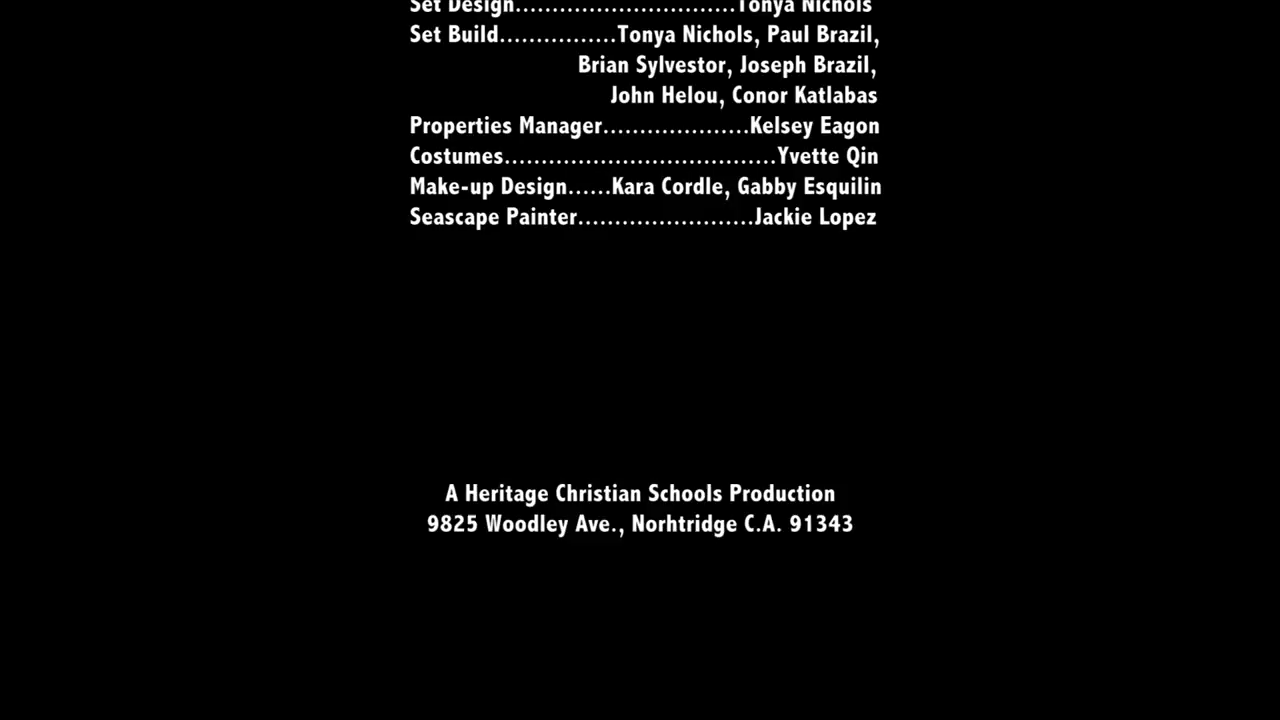 Set Design..............................Tonya Nichols
Set Build................Tonya Nichols, Paul Brazil,
Brian Sylvestor, Joseph Brazil,
John Helou, Conor Katlabas
Properties Manager....................Kelsey Eagon
Costumes.....................................Yvette Qin
Make-up Design......Kara Cordle, Gabby Esquilin
Seascape Painter........................Jackie Lopez
A Heritage Christian Schools Production
9825 Woodley Ave., Norhtridge C.A. 91343